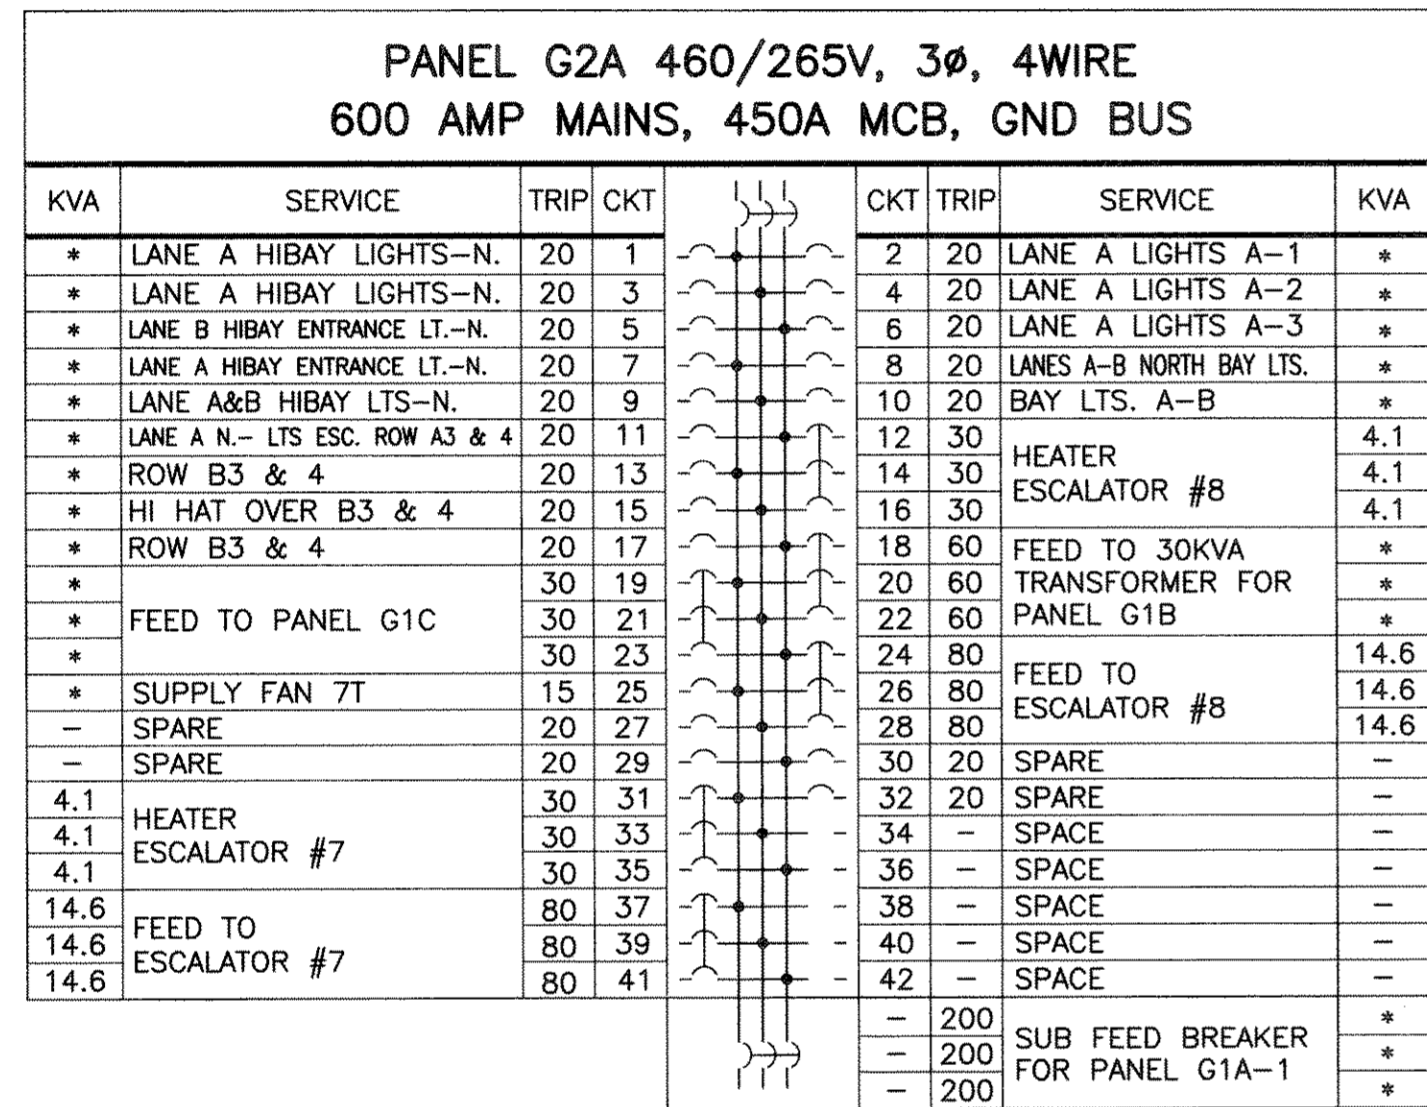 PANEL G2A 460/265V, 3ø, 4WIRE
600 AMP MAINS, 450A MCB, GND BUS
KVA SERVICE TRIP CKT CKT TRIP SERVICE KVA
* LANE A HIBAY LIGHTS-N. 20 1 2 20 LANE A LIGHTS A-1 *
* LANE A HIBAY LIGHTS-N. 20 3 4 20 LANE A LIGHTS A-2 *
* LANE B HIBAY ENTRANCE LT.-N. 20 5 6 20 LANE A LIGHTS A-3 *
* LANE A HIBAY ENTRANCE LT.-N. 20 7 8 20 LANES A-B NORTH BAY LTS. *
* LANE A&B HIBAY LTS-N. 20 9 10 20 BAY LTS. A-B *
* LANE A N.- LTS ESC. ROW A3 & 4 20 11 12 30 HEATER 4.1
* ROW B3 & 4 20 13 14 30 ESCALATOR #8 4.1
* HI HAT OVER B3 & 4 20 15 16 30 4.1
* ROW B3 & 4 20 17 18 60 FEED TO 30KVA *
* 30 19 20 60 TRANSFORMER FOR *
* FEED TO PANEL G1C 30 21 22 60 PANEL G1B *
* 30 23 24 80 FEED TO 14.6
* SUPPLY FAN 7T 15 25 26 80 ESCALATOR #8 14.6
- SPARE 20 27 28 80 14.6
- SPARE 20 29 30 20 SPARE -
4.1 HEATER 30 31 32 20 SPARE -
4.1 ESCALATOR #7 30 33 34 - SPACE -
4.1 30 35 36 - SPACE -
14.6 FEED TO 80 37 38 - SPACE -
14.6 ESCALATOR #7 80 39 40 - SPACE -
14.6 80 41 42 - SPACE -
- 200 SUB FEED BREAKER *
- 200 FOR PANEL G1A-1 *
- 200 *